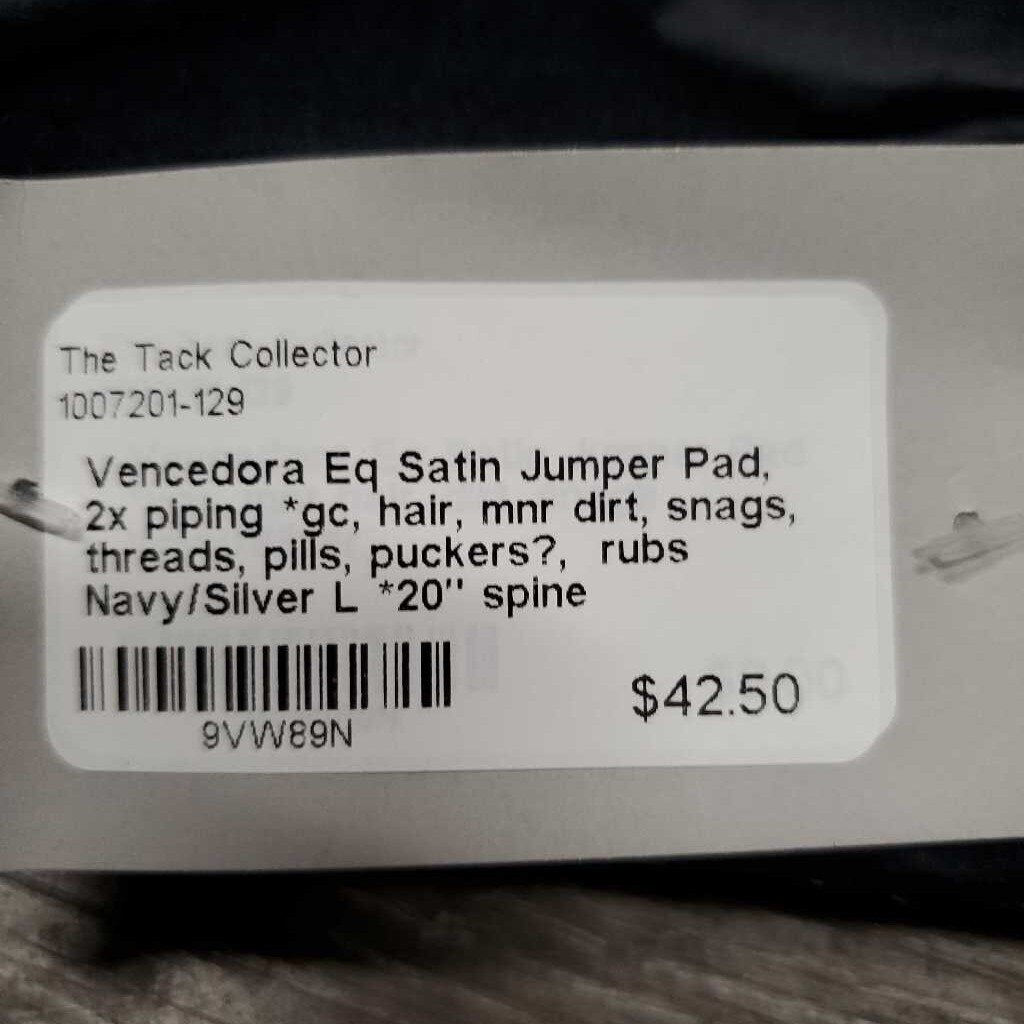 The Tack Collector
1007201-129
Vencedora Eq Satin Jumper Pad,
2x piping *gc, hair, mnr dirt, snags,
threads, pills, puckers?, rubs
Navy/Silver L *20" spine
9VW89N
$42.50